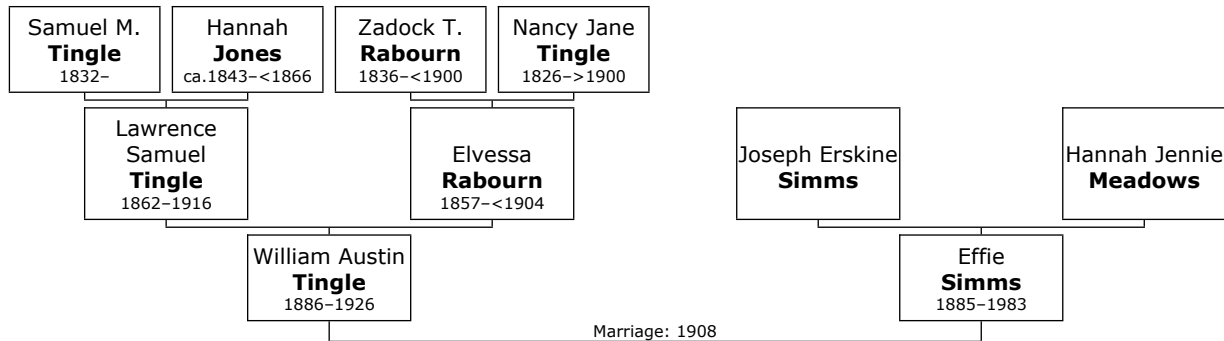 Samuel M.
Tingle
1832–
Hannah
Jones
ca.1843–<1866
Zadock T.
Rabourn
1836–<1900
Nancy Jane
Tingle
1826–>1900
Lawrence
Samuel
Tingle
1862–1916
Elvessa
Rabourn
1857–<1904
Joseph Erskine
Simms
Hannah Jennie
Meadows
William Austin
Tingle
1886–1926
Effie
Simms
1885–1983
Marriage: 1908